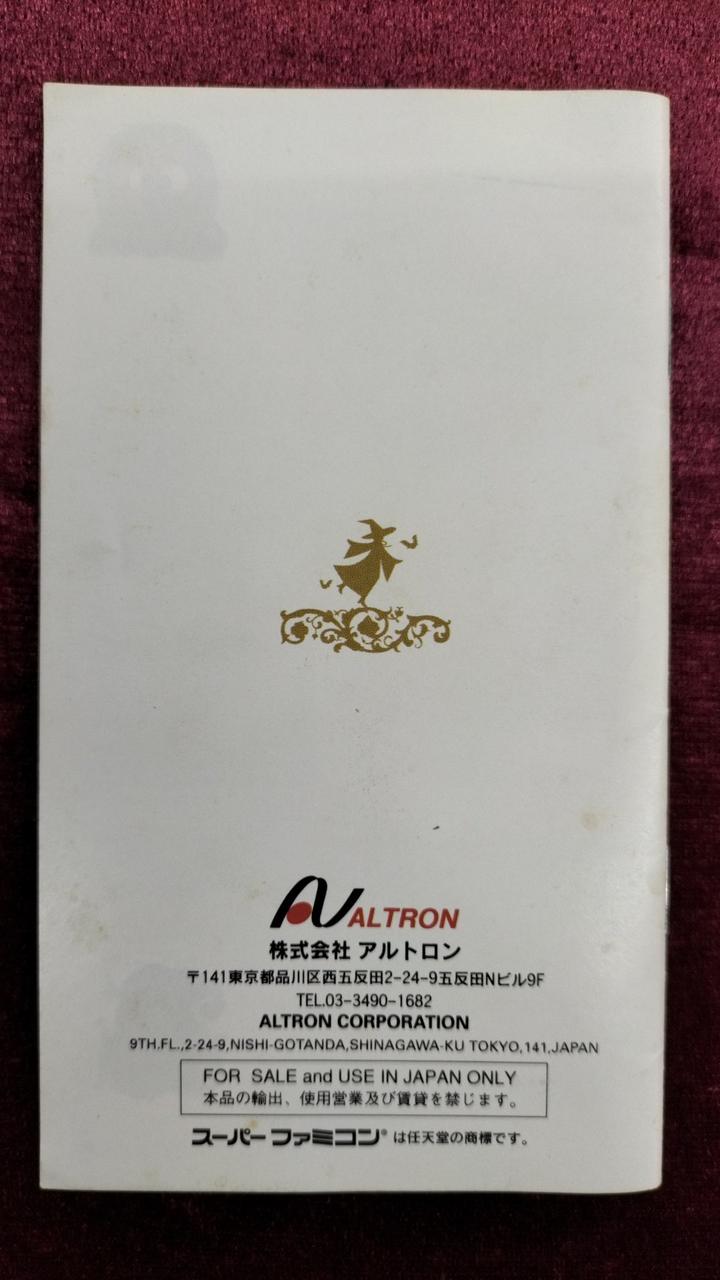 ALTRON
株式会社 アルトロン
〒141東京都品川区西五反田2-24-9五反田Nビル9F
TEL.03-3490-1682
ALTRON CORPORATION
9TH.FL.,2-24-9,NISHI-GOTANDA,SHINAGAWA-KU TOKYO,141,JAPAN
FOR SALE and USE IN JAPAN ONLY
本品の輸出、使用営業及び賃貸を禁じます。
スーパーファミコン®は任天堂の商標です。